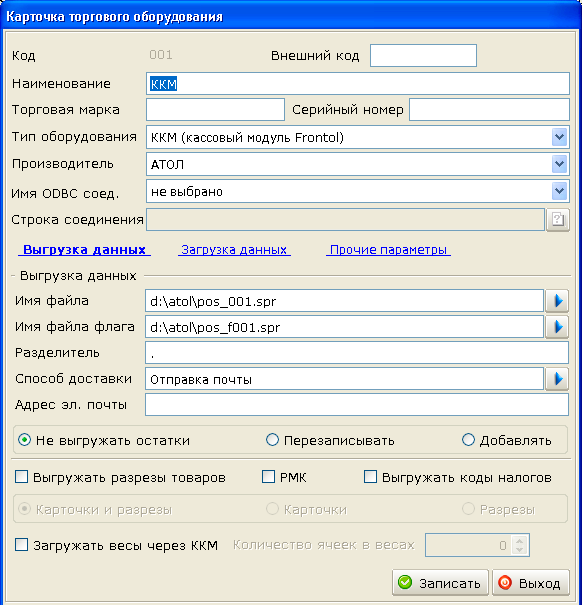 Карточка торгового оборудования
Код 001 Внешний код
Наименование ККМ
Торговая марка Серийный номер
Тип оборудования ККМ (кассовый модуль Frontol)
Производитель АТОЛ
Имя ODBC соед. не выбрано
Строка соединения
Выгрузка данных Загрузка данных Прочие параметры
Выгрузка данных
Имя файла d:\atol\pos_001.spr
Имя файла флага d:\atol\pos_f001.spr
Разделитель .
Способ доставки Отправка почты
Адрес эл. почты
Не выгружать остатки Перезаписывать Добавлять
Выгружать разрезы товаров РМК Выгружать коды налогов
Карточки и разрезы Карточки Разрезы
Загружать весы через ККМ Количество ячеек в весах 0
Записать Выход